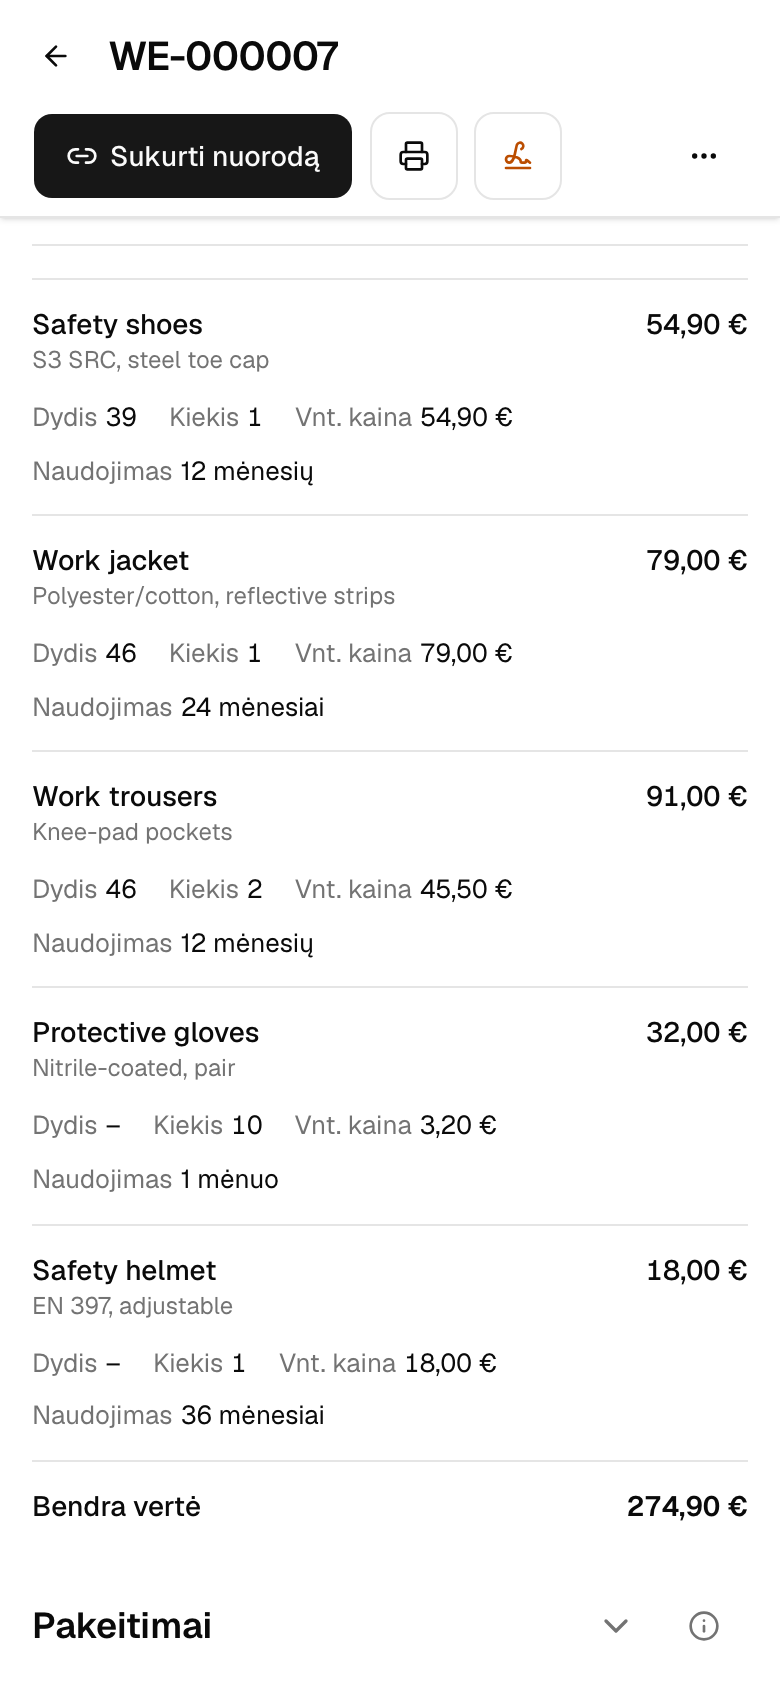 WE-000007
Sukurti nuorodą
Safety shoes 54,90 €
S3 SRC, steel toe cap
Dydis 39 Kiekis 1 Vnt. kaina 54,90 €
Naudojimas 12 mėnesių
Work jacket 79,00 €
Polyester/cotton, reflective strips
Dydis 46 Kiekis 1 Vnt. kaina 79,00 €
Naudojimas 24 mėnesiai
Work trousers 91,00 €
Knee-pad pockets
Dydis 46 Kiekis 2 Vnt. kaina 45,50 €
Naudojimas 12 mėnesių
Protective gloves 32,00 €
Nitrile-coated, pair
Dydis – Kiekis 10 Vnt. kaina 3,20 €
Naudojimas 1 mėnuo
Safety helmet 18,00 €
EN 397, adjustable
Dydis – Kiekis 1 Vnt. kaina 18,00 €
Naudojimas 36 mėnesiai
Bendra vertė 274,90 €
Pakeitimai